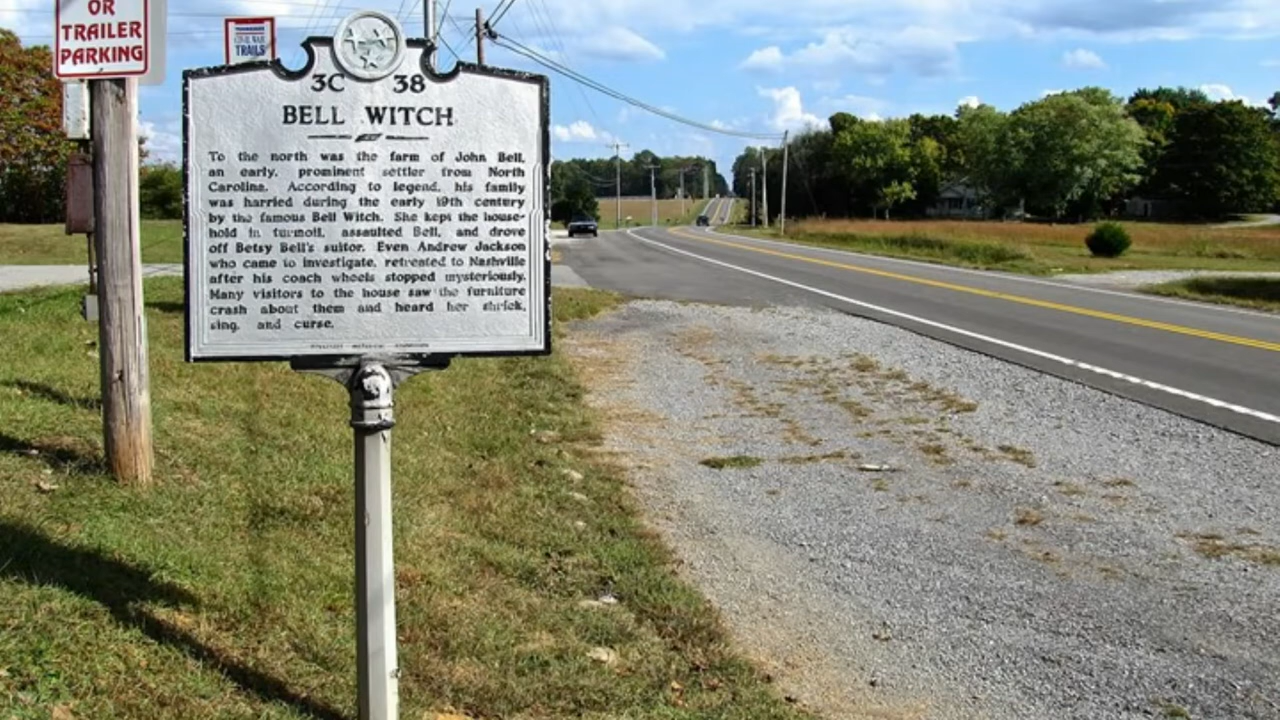 OR
TRAILER
PARKING
CIVIL WAR
TRAILS
3C 38
BELL WITCH
To the north was the farm of John Bell,
an early, prominent settler from North
Carolina. According to legend, his family
was harried during the early 19th century
by the famous Bell Witch. She kept the house-
hold in turmoil, assaulted Bell, and drove
off Betsy Bell's suitor. Even Andrew Jackson
who came to investigate, retreated to Nashville
after his coach wheels stopped mysteriously.
Many visitors to the house saw the furniture
crash about them and heard her shriek,
sing, and curse.